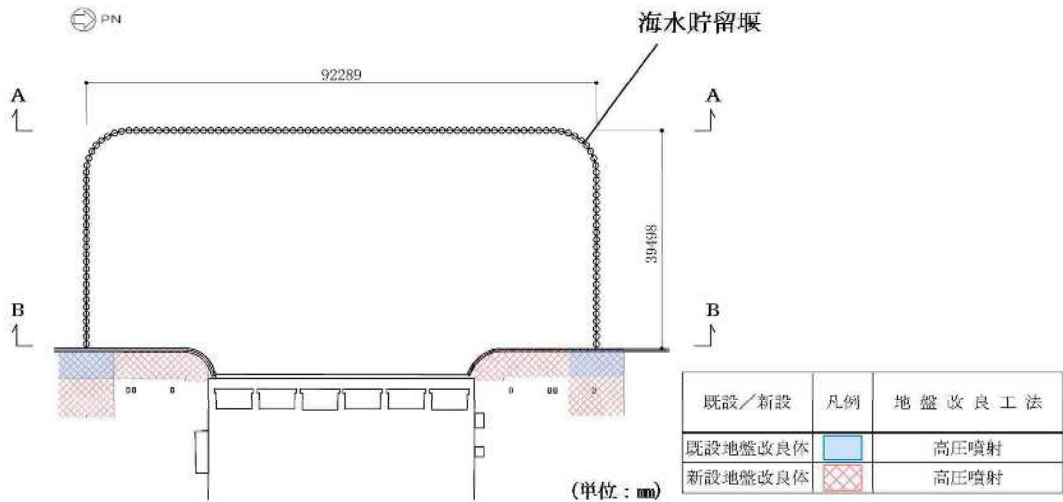 PN
海水貯留堰
92289
A A
39498
B B
既設/新設 凡例 地盤改良工法
既設地盤改良体 高圧噴射
新設地盤改良体 高圧噴射
(単位:mm)